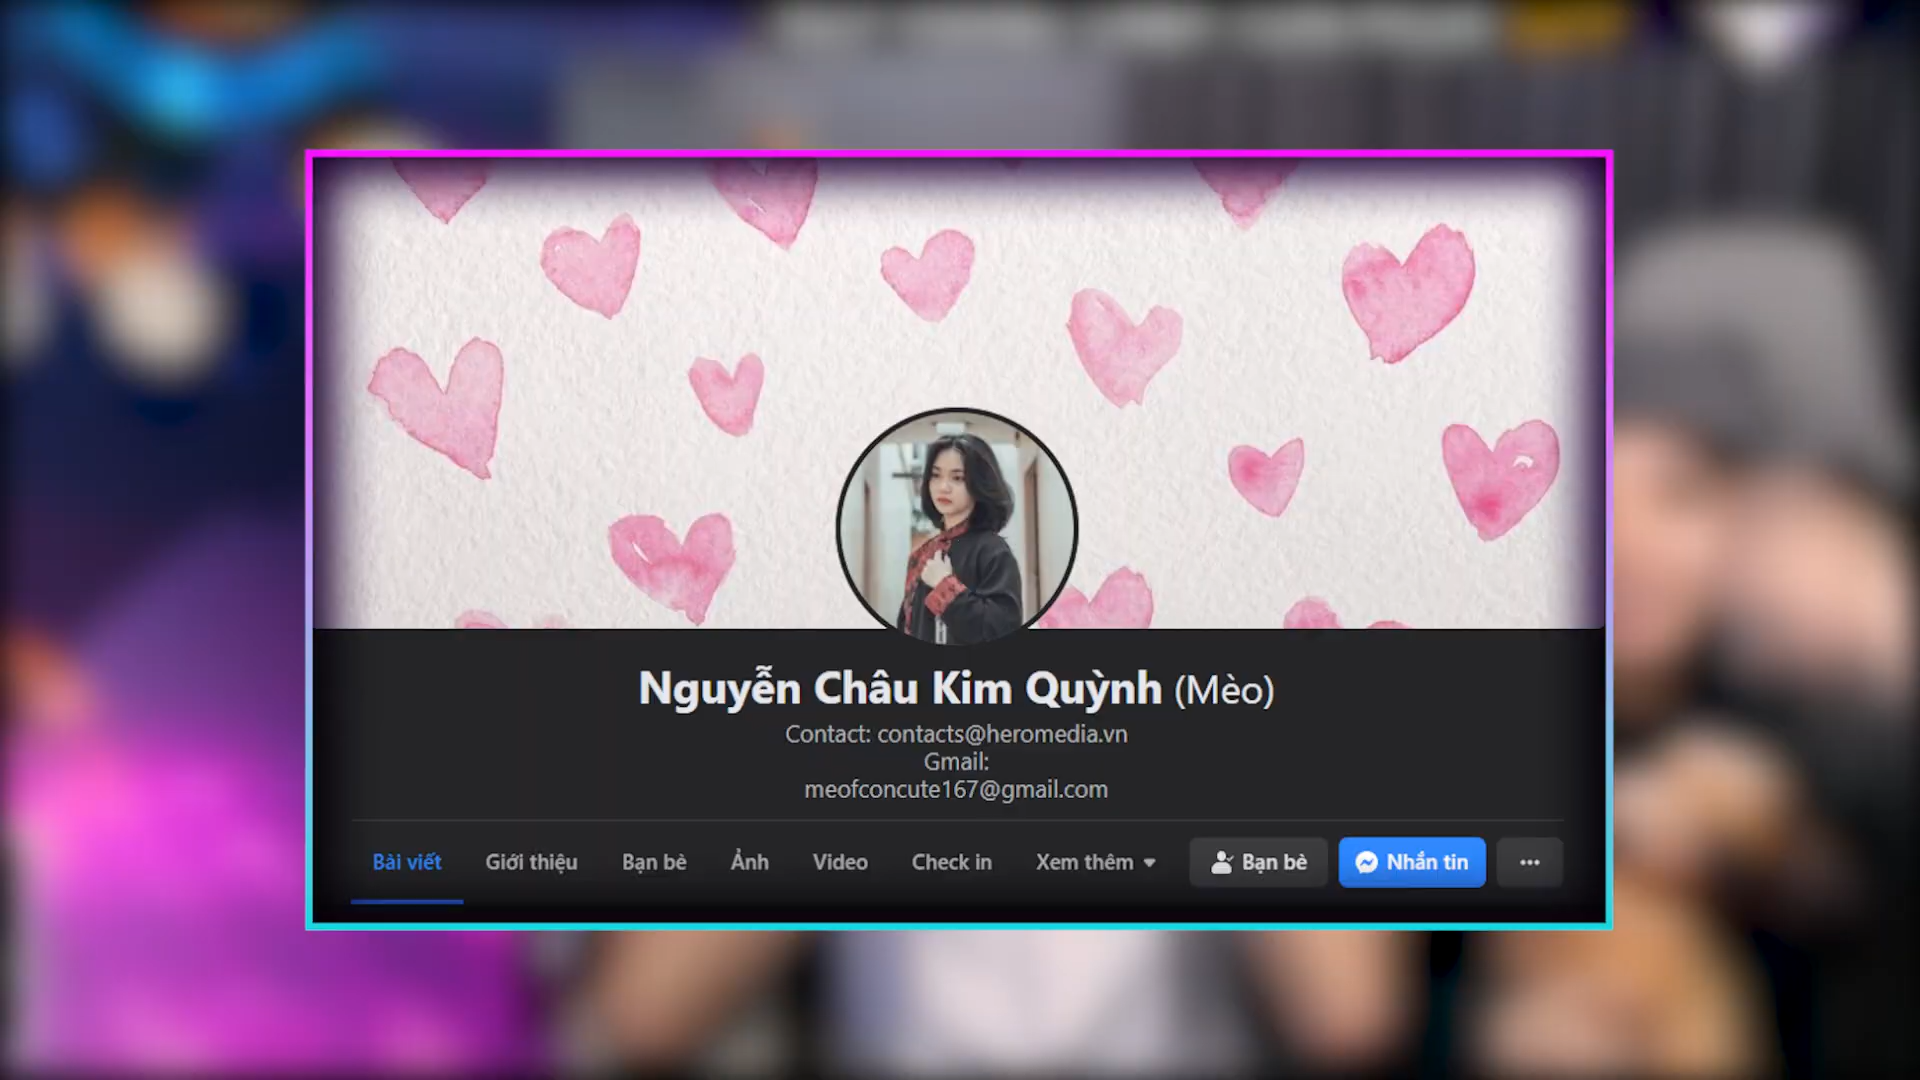 Nguyễn Châu Kim Quỳnh (Mèo)
Contact: contacts@heromedia.vn
Gmail:
meofconcute167@gmail.com
Bài viết Giới thiệu Bạn bè Ảnh Video Check in Xem thêm Bạn bè Nhắn tin